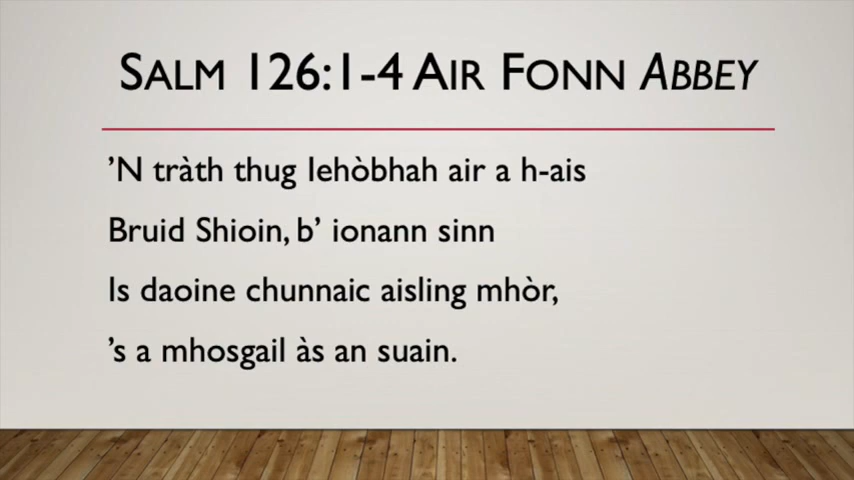 SALM 126:1-4 AIR FONN ABBEY
’N tràth thug Iehòbhah air a h-ais
Bruid Shioin, b’ ionann sinn
Is daoine chunnaic aisling mhòr,
’s a mhosgail às an suain.